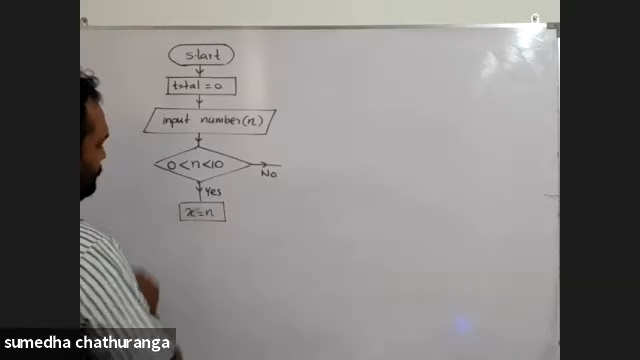 start
total = 0
input number(n)
0 < n < 10
No
Yes
x = n
sumedha chathuranga